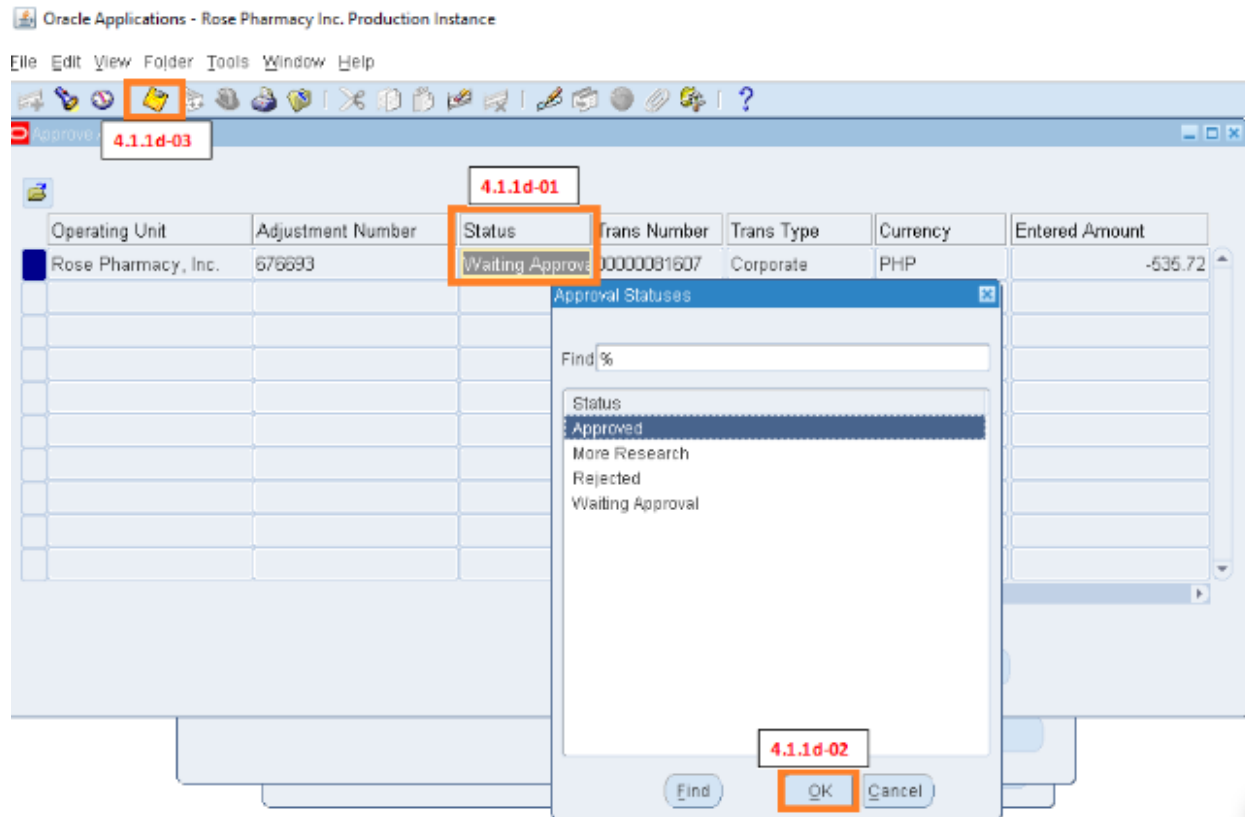 Oracle Applications - Rose Pharmacy Inc. Production Instance
File Edit View Folder Tools Window Help
?
4.1.1d-03
Approve
4.1.1d-01
Operating Unit Adjustment Number Status Trans Number Trans Type Currency Entered Amount
Rose Pharmacy, Inc. 676693 Waiting Approva 00000081607 Corporate PHP -535.72
Approval Statuses
Find %
Status
Approved
More Research
Rejected
Waiting Approval
4.1.1d-02
Find OK Cancel